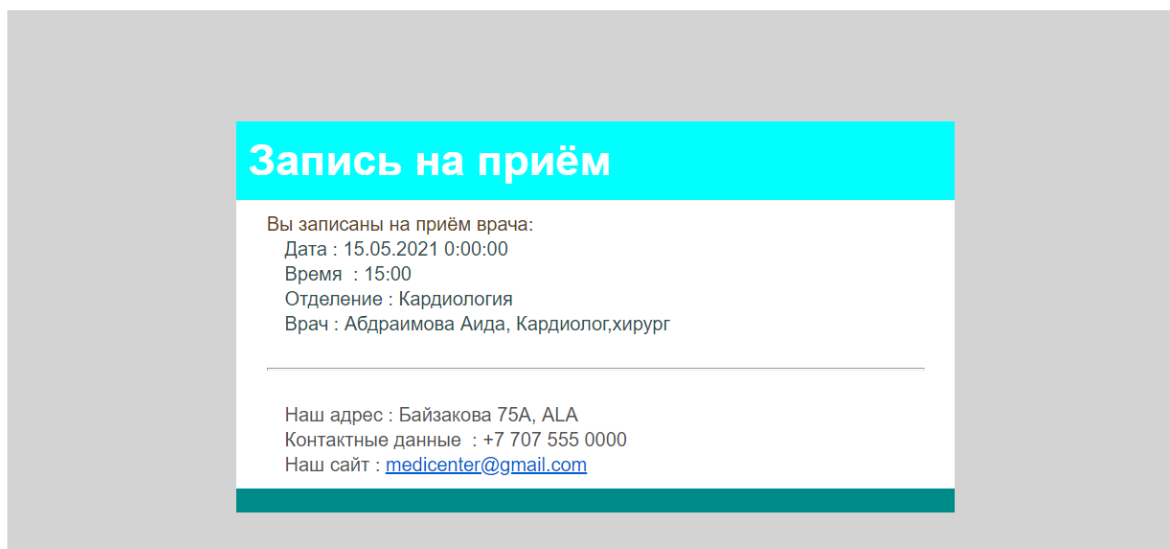 Запись на приём
Вы записаны на приём врача:
Дата : 15.05.2021 0:00:00
Время : 15:00
Отделение : Кардиология
Врач : Абдраимова Аида, Кардиолог,хирург
Наш адрес : Байзакова 75А, ALA
Контактные данные : +7 707 555 0000
Наш сайт : medicenter@gmail.com